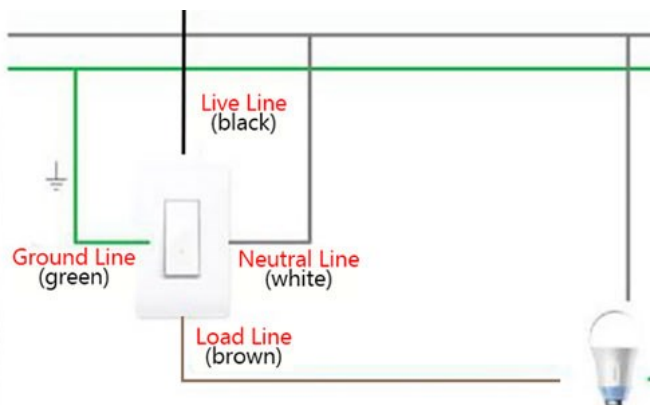 Live Line
(black)
Ground Line
(green)
Neutral Line
(white)
Load Line
(brown)